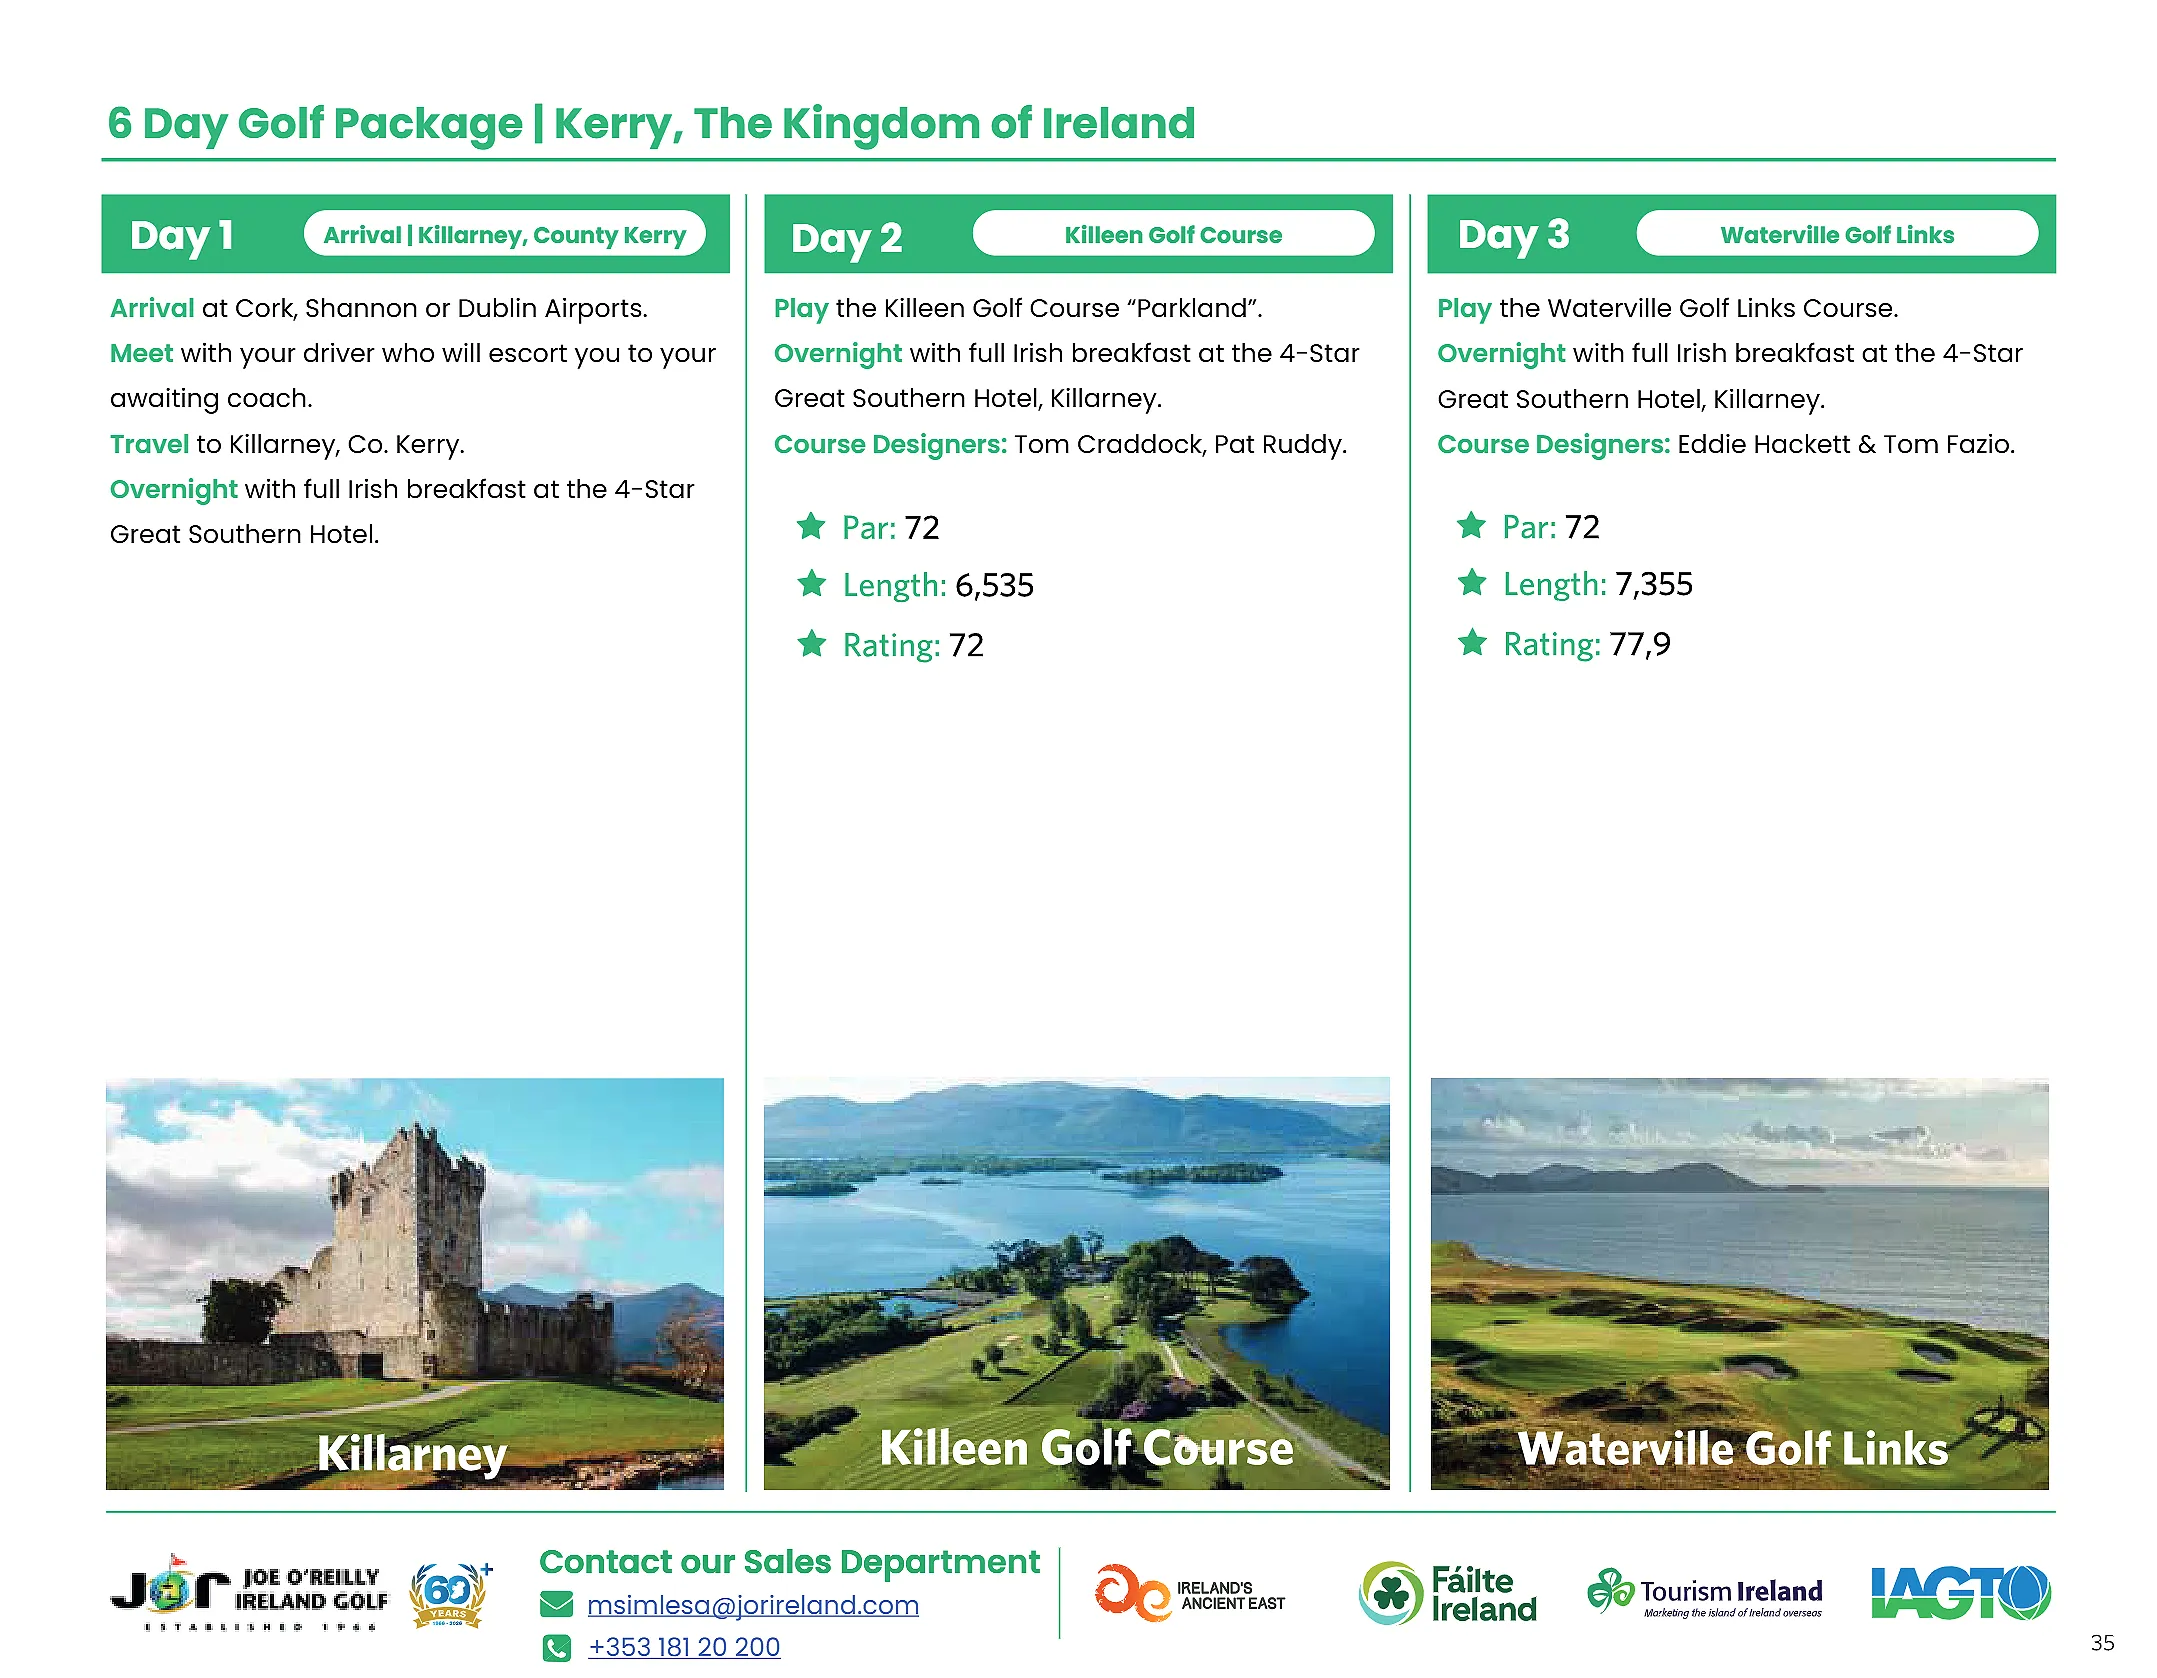 6 Day Golf Package | Kerry, The Kingdom of Ireland
Day 1
Arrival | Killarney, County Kerry
Arrival at Cork, Shannon or Dublin Airports.
Meet with your driver who will escort you to your
awaiting coach.
Travel to Killarney, Co. Kerry.
Overnight with full Irish breakfast at the 4-Star
Great Southern Hotel.
Killarney
Day 2
Killeen Golf Course
Play the Killeen Golf Course “Parkland”.
Overnight with full Irish breakfast at the 4-Star
Great Southern Hotel, Killarney.
Course Designers: Tom Craddock, Pat Ruddy.
Par: 72
Length: 6,535
Rating: 72
Killeen Golf Course
Day 3
Waterville Golf Links
Play the Waterville Golf Links Course.
Overnight with full Irish breakfast at the 4-Star
Great Southern Hotel, Killarney.
Course Designers: Eddie Hackett & Tom Fazio.
Par: 72
Length: 7,355
Rating: 77,9
Waterville Golf Links
JOR
JOE O'REILLY
IRELAND GOLF
ESTABLISHED 1966
60+
YEARS
1966 - 2026
Contact our Sales Department
msimlesa@jorireland.com
+353 181 20 200
IRELAND'S
ANCIENT EAST
Fáilte
Ireland
Tourism Ireland
Marketing the island of Ireland overseas
IAGTO
35